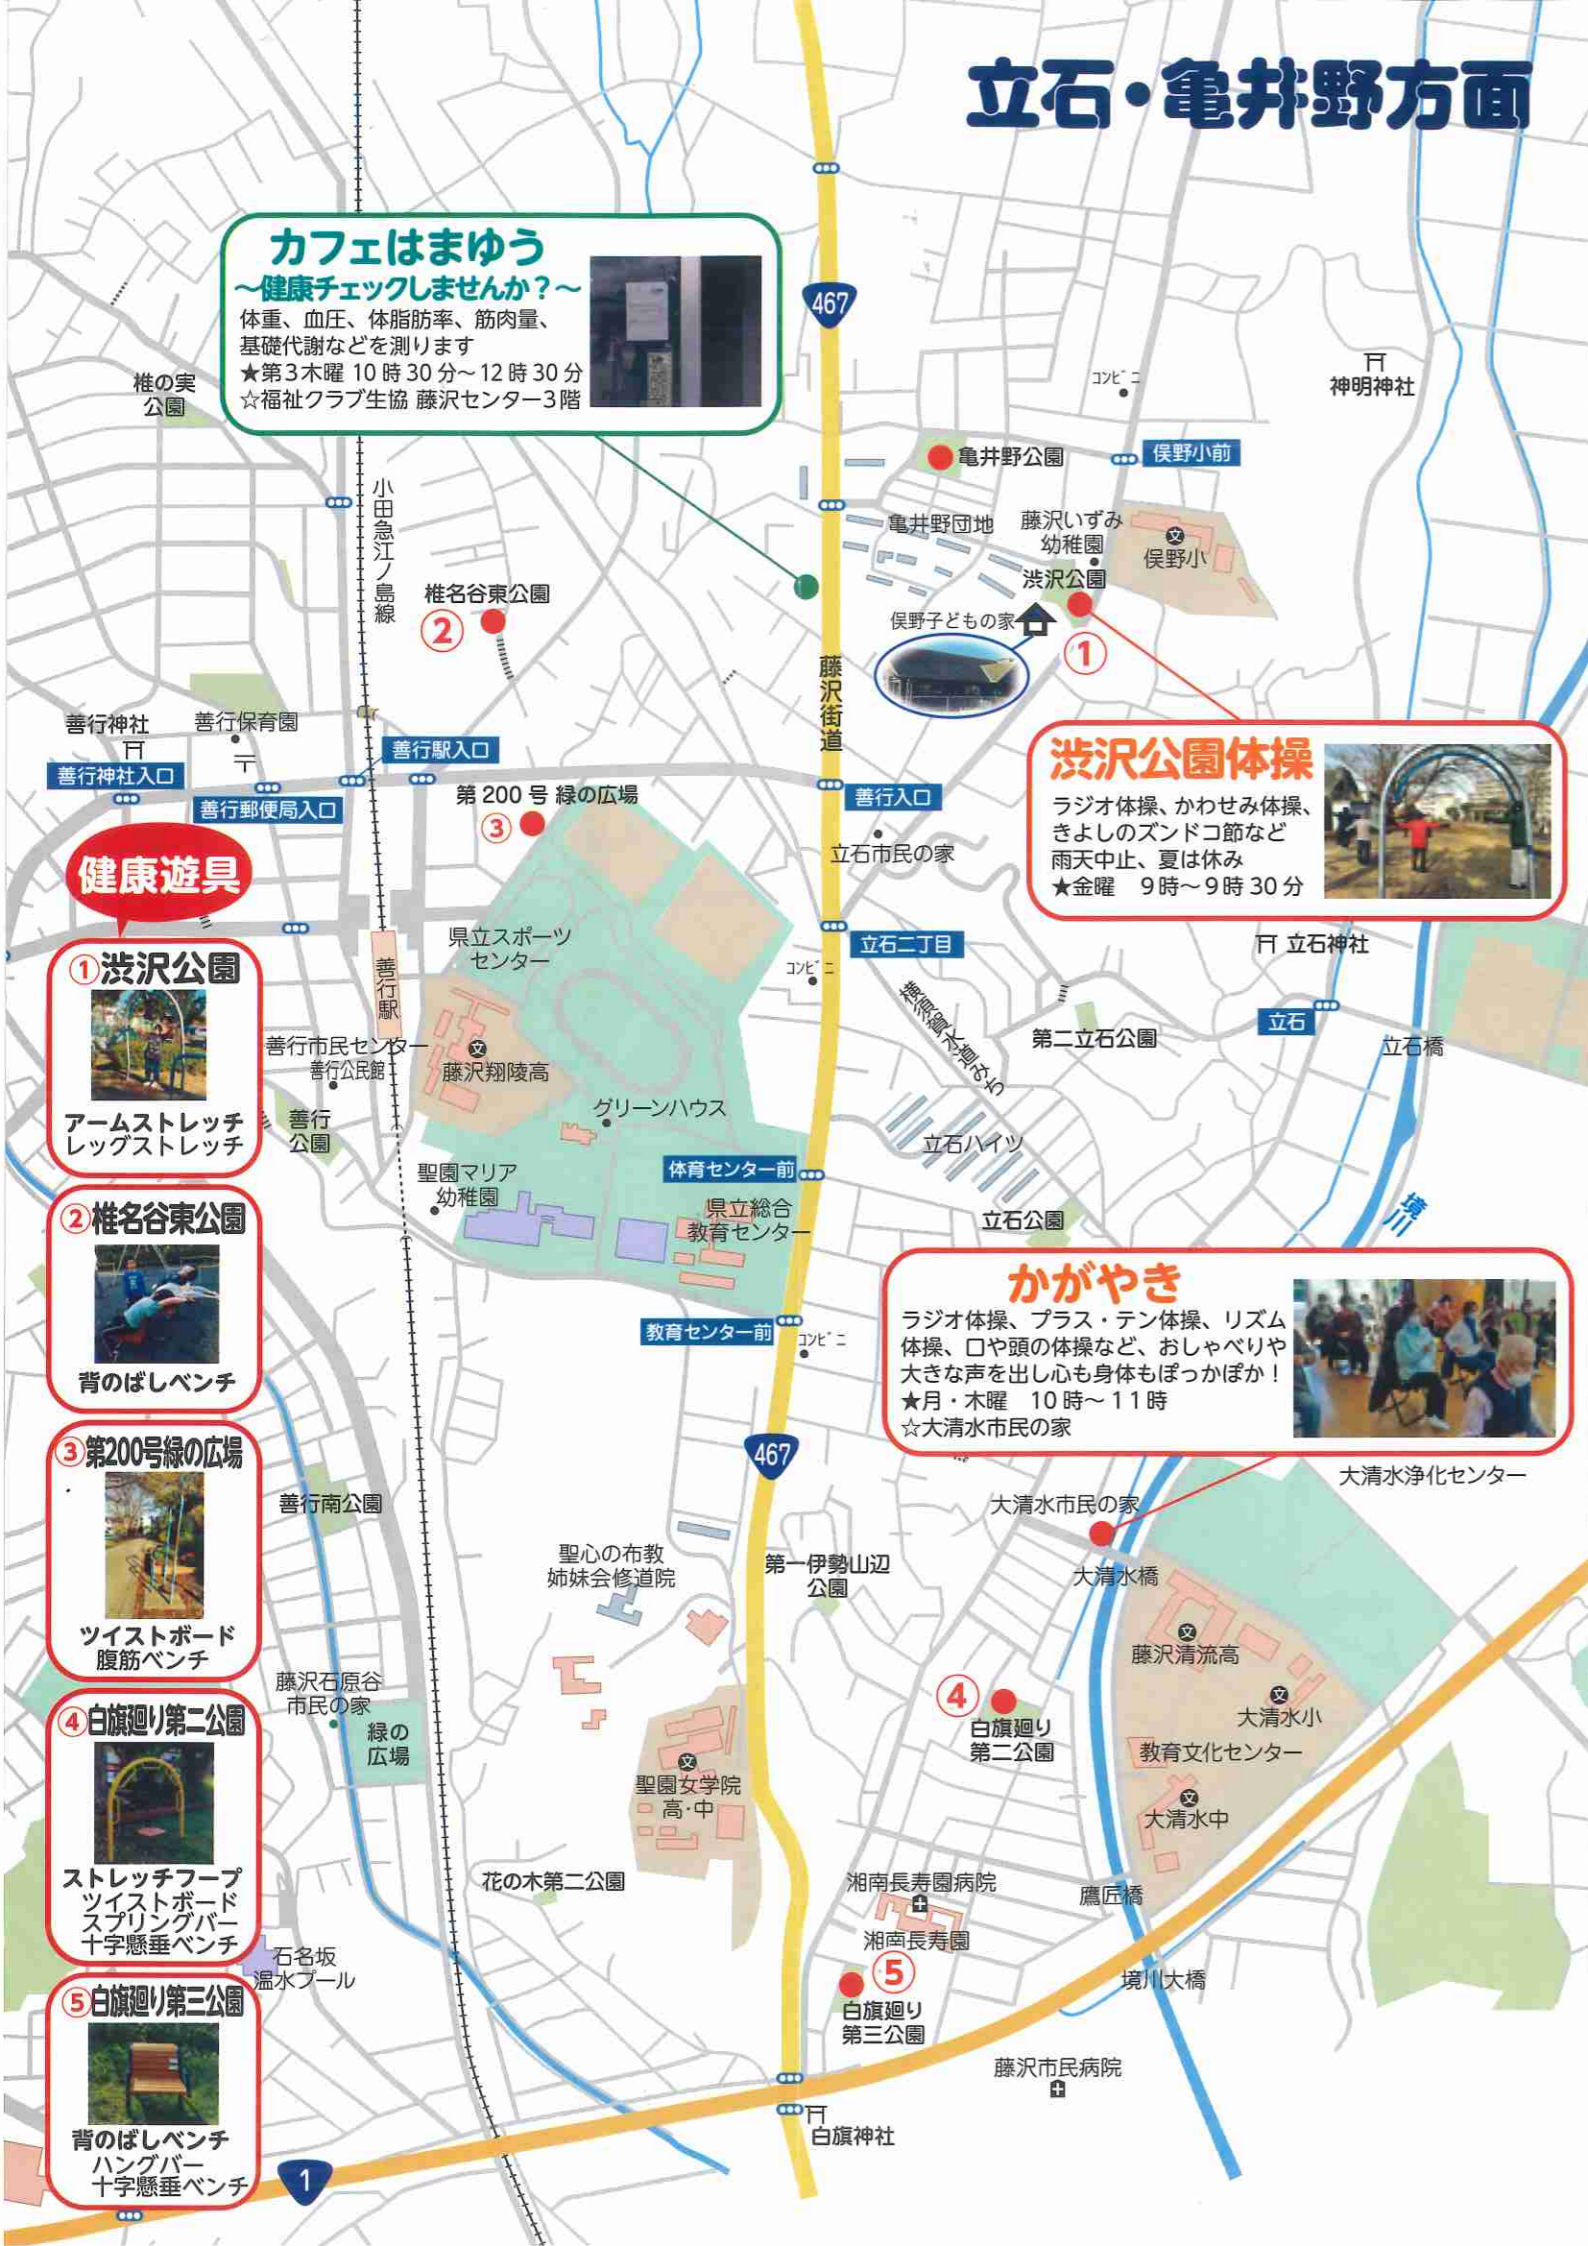 立石・亀井野方面
カフェはまゆう
～健康チェックしませんか？～
体重、血圧、体脂肪率、筋肉量、
基礎代謝などを測ります
★第3木曜 10時30分～12時30分
☆福祉クラブ生協 藤沢センター3階
467
椎の実
公園
コンビニ
神明神社
亀井野公園
俣野小前
小田急江ノ島線
亀井野団地
藤沢いずみ
幼稚園
俣野小
文
渋沢公園
椎名谷東公園
②
俣野子どもの家
①
藤沢街道
善行神社
善行保育園
善行神社入口
善行駅入口
善行郵便局入口
第200号 緑の広場
③
善行入口
立石市民の家
渋沢公園体操
ラジオ体操、かわせみ体操、
きよしのズンドコ節など
雨天中止、夏は休み
★金曜　9時～9時30分
健康遊具
①渋沢公園
アームストレッチ
レッグストレッチ
県立スポーツ
センター
善行駅
立石二丁目
コンビニ
立石神社
横須賀水道みち
第二立石公園
立石
立石橋
善行市民センター
善行公民館
文
藤沢翔陵高
善行
公園
グリーンハウス
立石ハイツ
聖園マリア
幼稚園
体育センター前
県立総合
教育センター
立石公園
境川
②椎名谷東公園
背のばしベンチ
教育センター前
コンビニ
かがやき
ラジオ体操、プラス・テン体操、リズム
体操、口や頭の体操など、おしゃべりや
大きな声を出し心も身体もぽっかぽか！
★月・木曜　10時～11時
☆大清水市民の家
467
③第200号緑の広場
ツイストボード
腹筋ベンチ
善行南公園
大清水浄化センター
大清水市民の家
聖心の布教
姉妹会修道院
第一伊勢山辺
公園
大清水橋
文
藤沢清流高
藤沢石原谷
市民の家
緑の
広場
④
白旗廻り
第二公園
文
大清水小
教育文化センター
文
大清水中
④白旗廻り第二公園
ストレッチフープ
ツイストボード
スプリングバー
十字懸垂ベンチ
文
聖園女学院
高・中
花の木第二公園
湘南長寿園病院
湘南長寿園
鷹匠橋
石名坂
温水プール
⑤
白旗廻り
第三公園
境川大橋
⑤白旗廻り第三公園
背のばしベンチ
ハングバー
十字懸垂ベンチ
藤沢市民病院
白旗神社
1